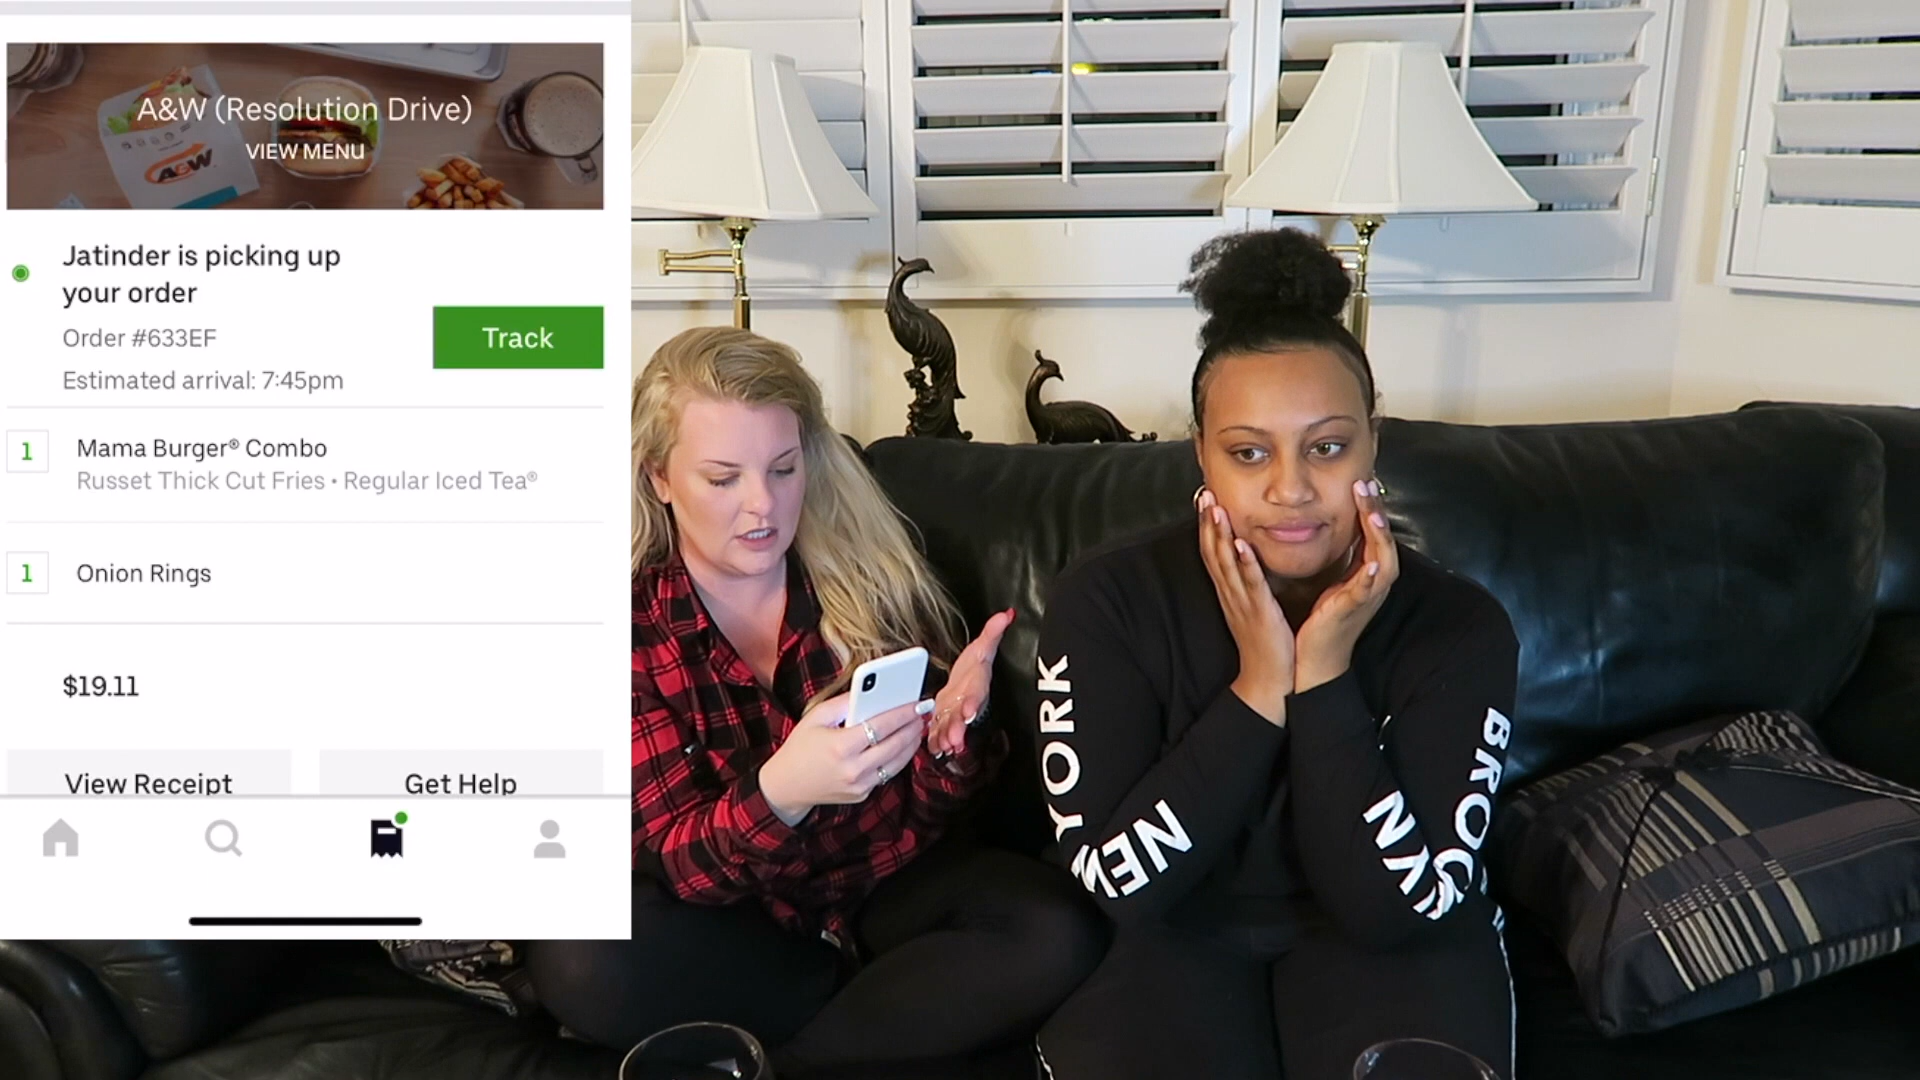 A&W (Resolution Drive)
VIEW MENU
A&W
Jatinder is picking up
your order
Order #633EF
Estimated arrival: 7:45pm
Track
1 Mama Burger® Combo
Russet Thick Cut Fries • Regular Iced Tea®
1 Onion Rings
$19.11
View Receipt
Get Help
NEW YORK
BROOKLYN